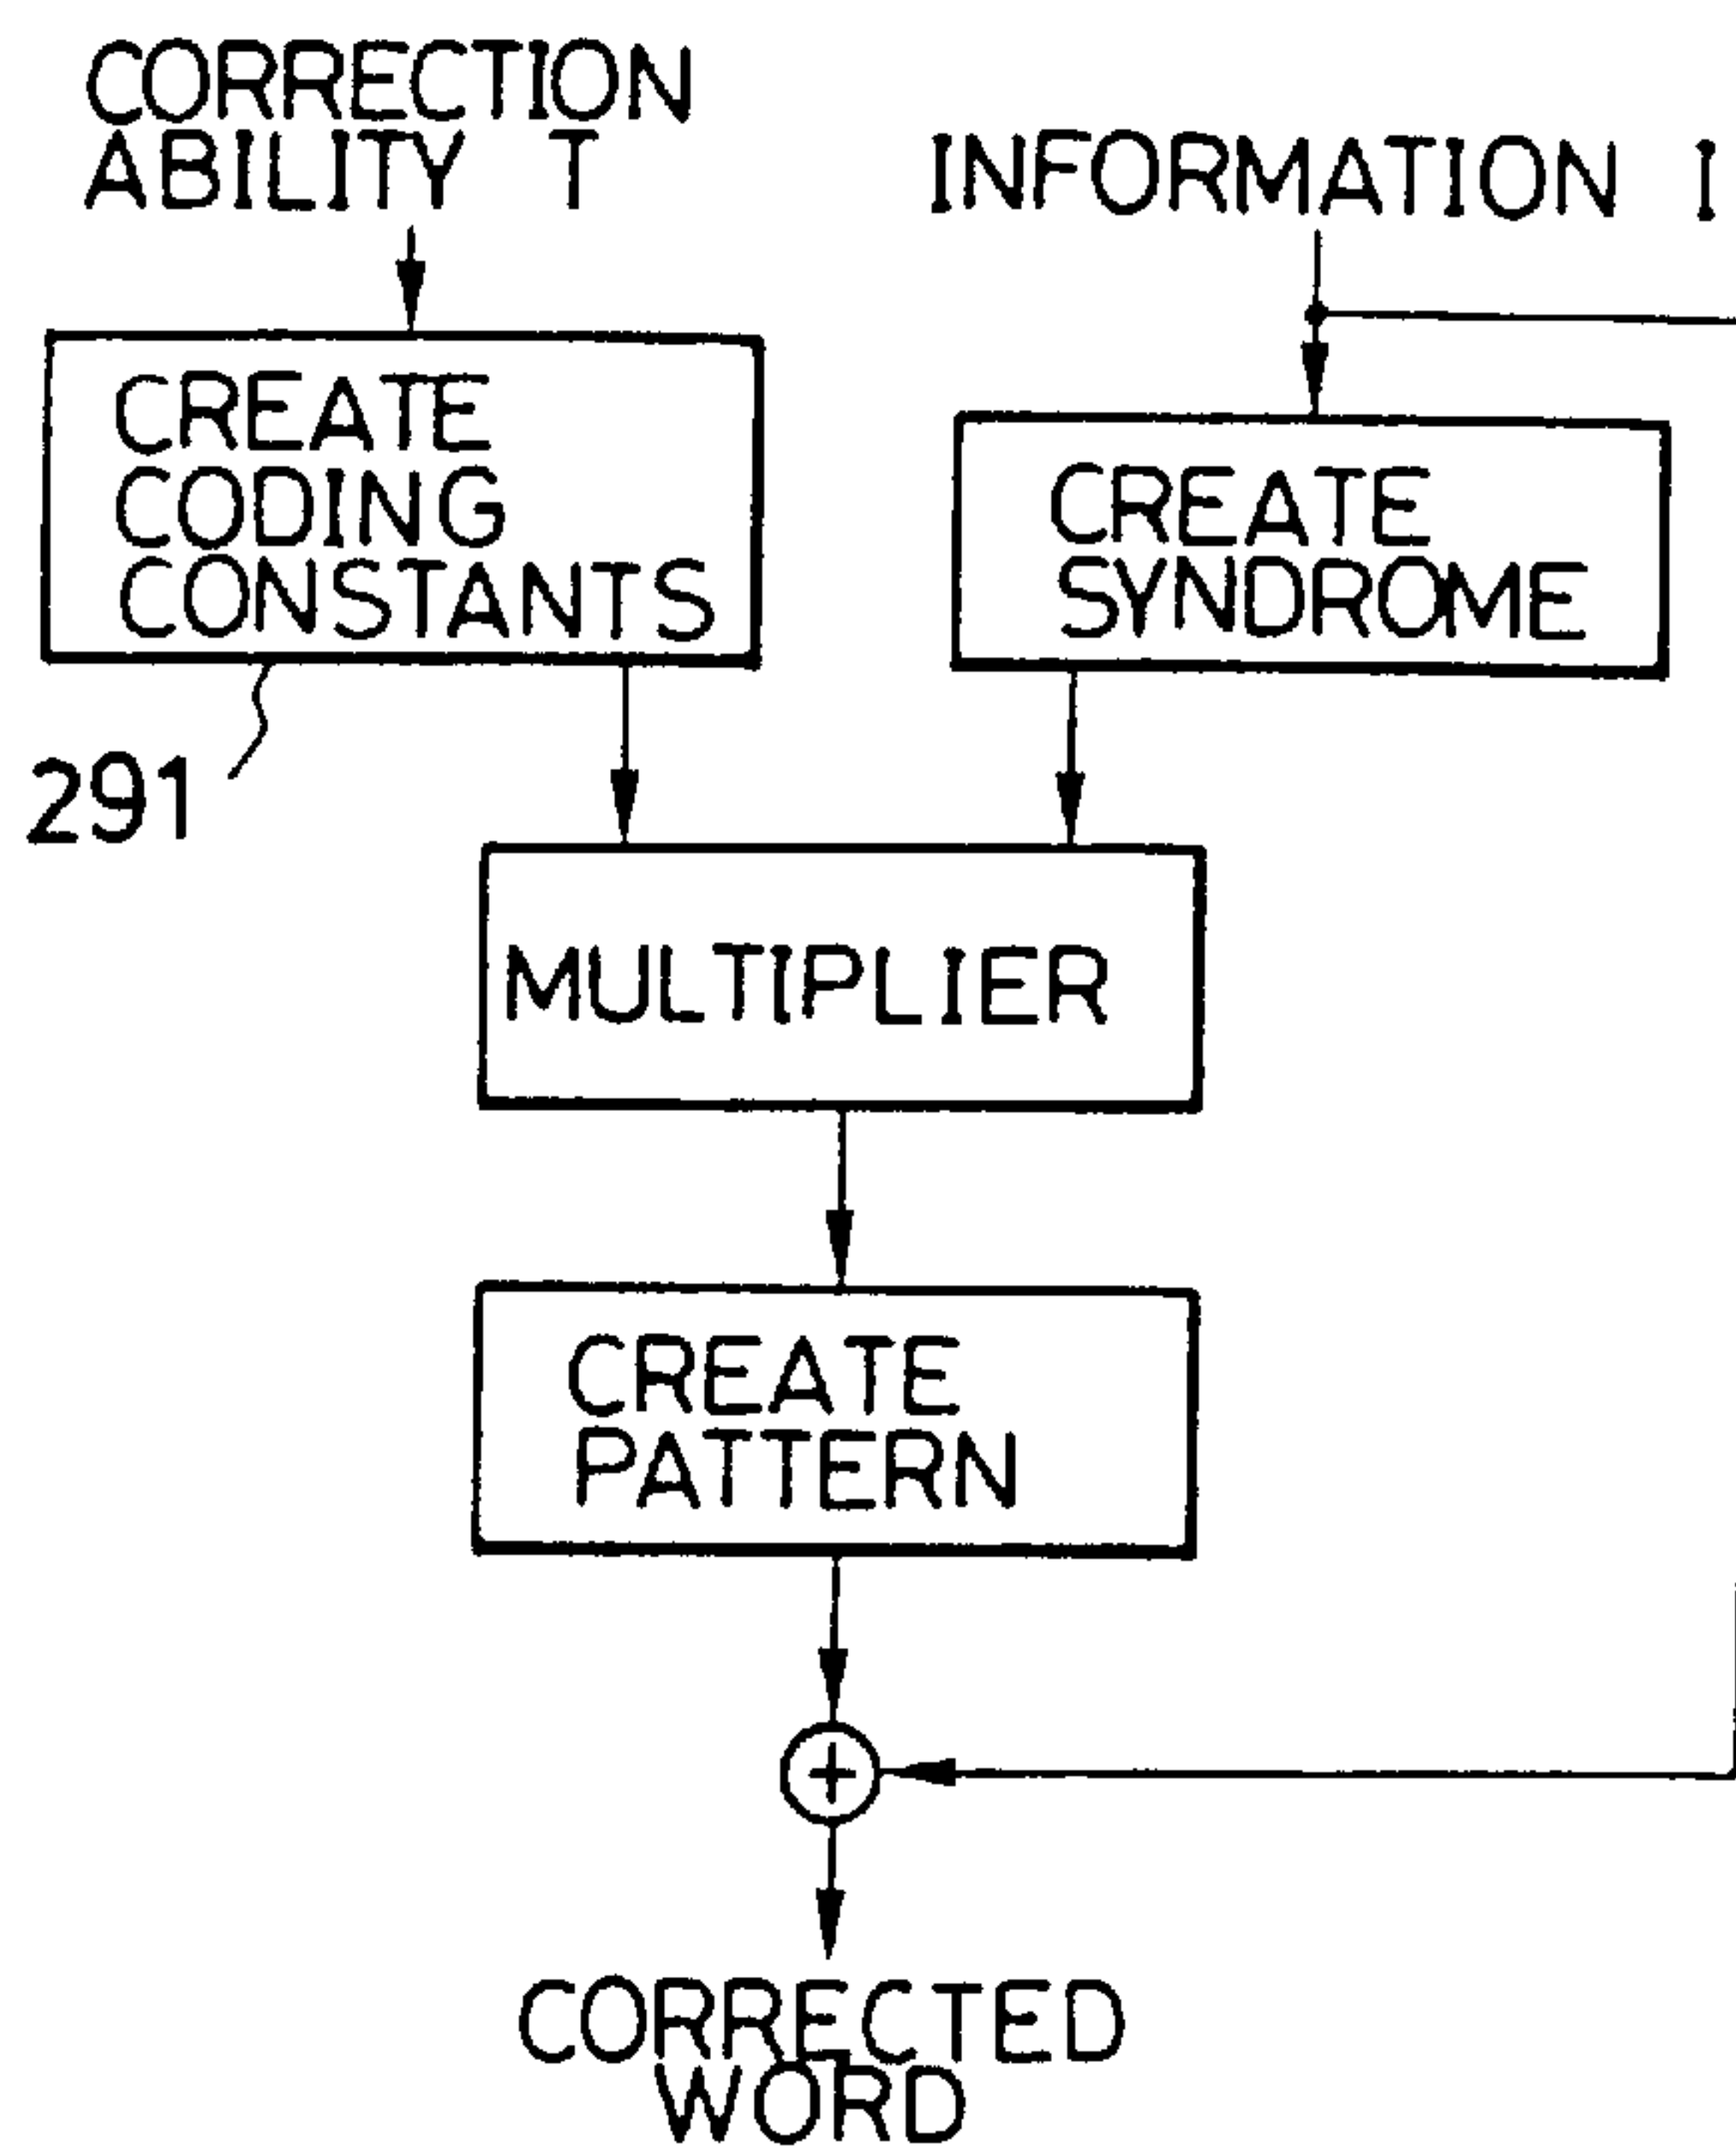 CORRECTION
ABILITY T
INFORMATION I
CREATE
CODING
CONSTANTS
CREATE
SYNDROME
291
MULTIPLIER
CREATE
PATTERN
+
CORRECTED
WORD